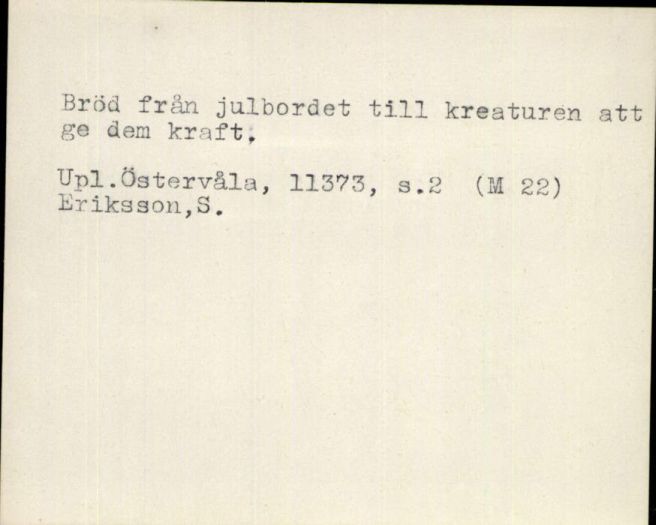 Bröd från julbordet till kreaturen att
ge dem kraft.
Upl.Östervåla, 11373, s.2 (M 22)
Eriksson,S.